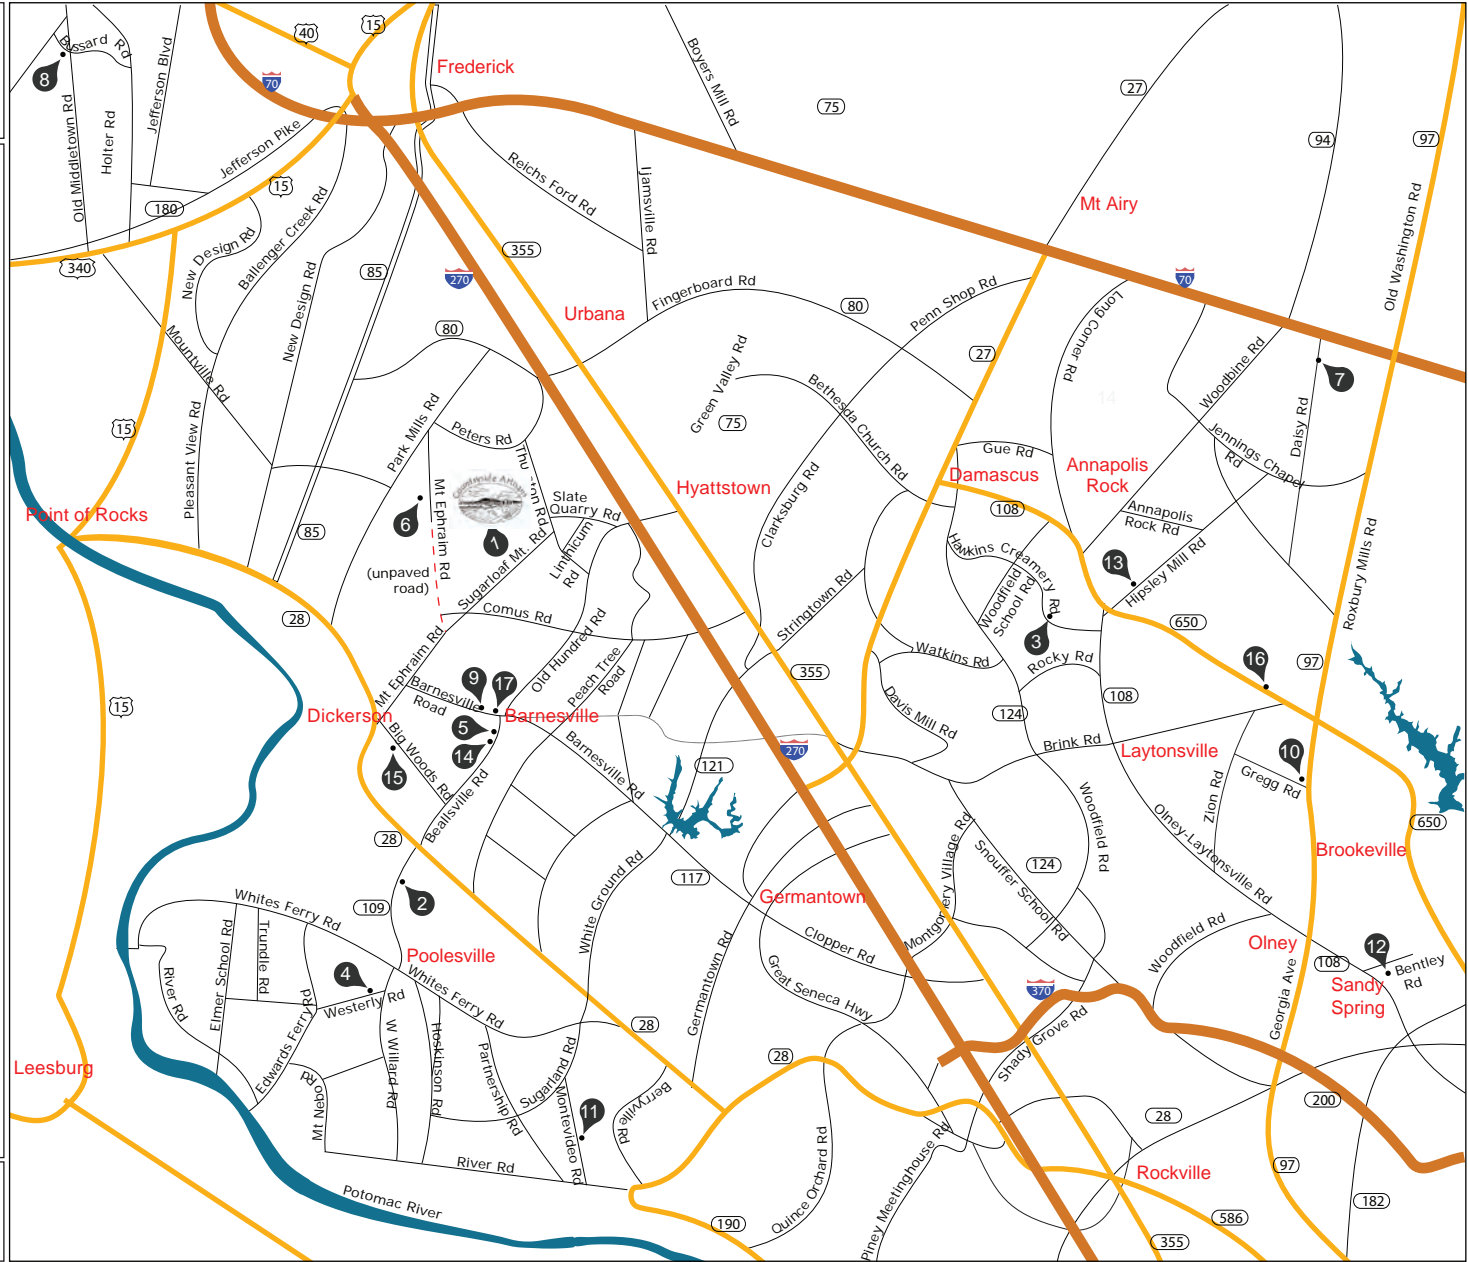 40
15
Frederick
Bussard Rd
8
70
Jefferson Blvd
Boyers Mill Rd
75
27
94
97
Old Middletown Rd
Holter Rd
Jefferson Pike
Reichs Ford Rd
Ijamsville Rd
15
180
Mt Airy
Old Washington Rd
340
New Design Rd
Ballenger Creek Rd
New Design Rd
85
270
355
Fingerboard Rd
80
Penn Shop Rd
70
Urbana
Long Corner Rd
80
Mountville Rd
Green Valley Rd
27
Woodbine Rd
7
Bethesda Church Rd
14
15
Pleasant View Rd
Park Mills Rd
Peters Rd
75
Daisy Rd
Jennings Chapel
Rd
Gue Rd
Damascus
Annapolis
Rock
Hyattstown
Clarksburg Rd
Countryside Artisans
Mt Ephraim Rd
Slate
Quarry Rd
Point of Rocks
6
1
108
Annapolis
Rock Rd
85
Sugarloaf Mt. Rd
Linthicum
Rd
Hawkins Creamery Rd
13
Hipsley Mill Rd
Roxbury Mills Rd
(unpaved
road)
Woodfield
School Rd
Stringtown Rd
28
Comus Rd
Old Hundred Rd
3
650
Mt Ephraim Rd
Peach Tree
Road
Watkins Rd
Rocky Rd
16
97
355
9
17
Barnesville
Road
Davis Mill Rd
108
15
Dickerson
Barnesville
5
14
124
Brink Rd
Laytonsville
Big Woods Rd
Barnesville Rd
270
10
15
121
Gregg Rd
Zion Rd
Beallsville Rd
Woodfield Rd
Olney-Laytonsville Rd
650
28
Montgomery Village Rd
Snouffer School Rd
124
Brookeville
117
White Ground Rd
2
109
Germantown
Whites Ferry Rd
Trundle Rd
Elmer School Rd
Clopper Rd
Woodfield Rd
Olney
12
Poolesville
Germantown Rd
Great Seneca Hwy
108
Bentley
Rd
River Rd
4
Westerly Rd
Whites Ferry Rd
370
Sandy
Spring
Georgia Ave
Edwards Ferry Rd
W Willard Rd
Hoskinson Rd
Partnership Rd
28
Shady Grove Rd
Leesburg
28
Mt Nebo Rd
Sugarland Rd
Montevideo Rd
Berryville Rd
11
200
28
River Rd
Quince Orchard Rd
Piney Meetinghouse Rd
Rockville
97
Potomac River
190
586
182
355